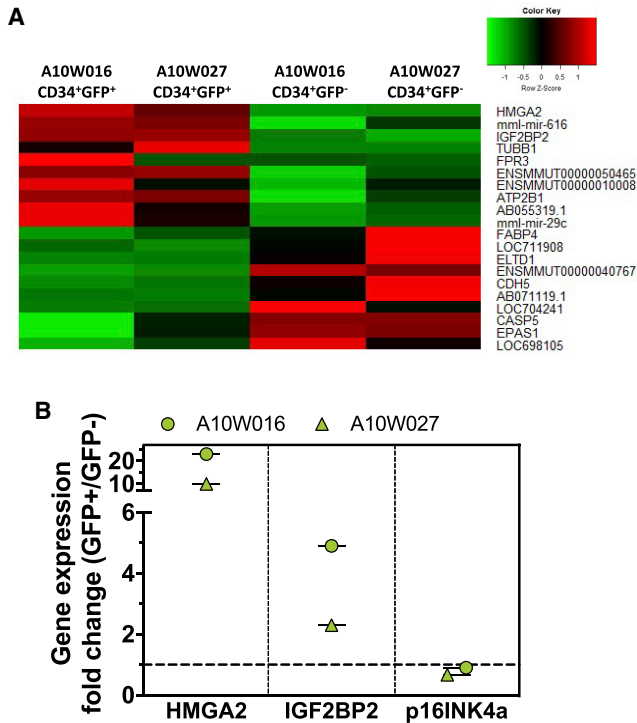 A
Color Key
-1 -0.5 0 0.5 1
Row Z-Score
A10W016 A10W027 A10W016 A10W027
CD34+GFP+ CD34+GFP+ CD34+GFP- CD34+GFP-
HMGA2
mml-mir-616
IGF2BP2
TUBB1
FPR3
ENSMMUT00000050465
ENSMMUT00000010008
ATP2B1
AB055319.1
mml-mir-29c
FABP4
LOC711908
ELTD1
ENSMMUT00000040767
CDH5
AB071119.1
LOC704241
CASP5
EPAS1
LOC698105
B
A10W016 A10W027
Gene expression
fold change (GFP+/GFP-)
20
10
6
4
2
0
HMGA2 IGF2BP2 p16INK4a